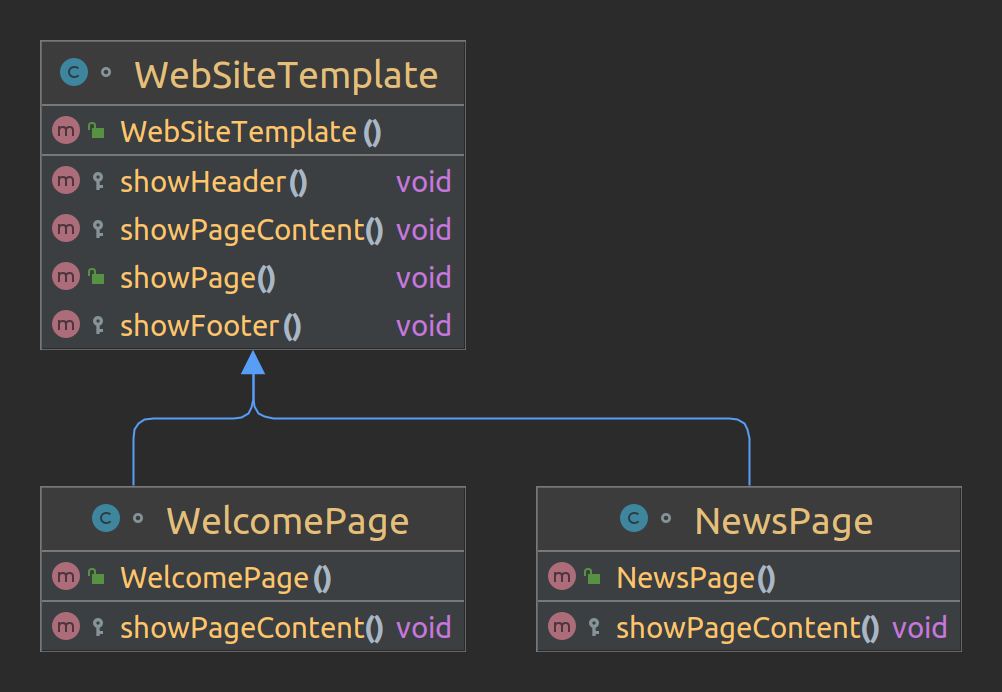 C WebSiteTemplate
m WebSiteTemplate()
m showHeader() void
m showPageContent() void
m showPage() void
m showFooter() void
C WelcomePage
m WelcomePage()
m showPageContent() void
C NewsPage
m NewsPage()
m showPageContent() void